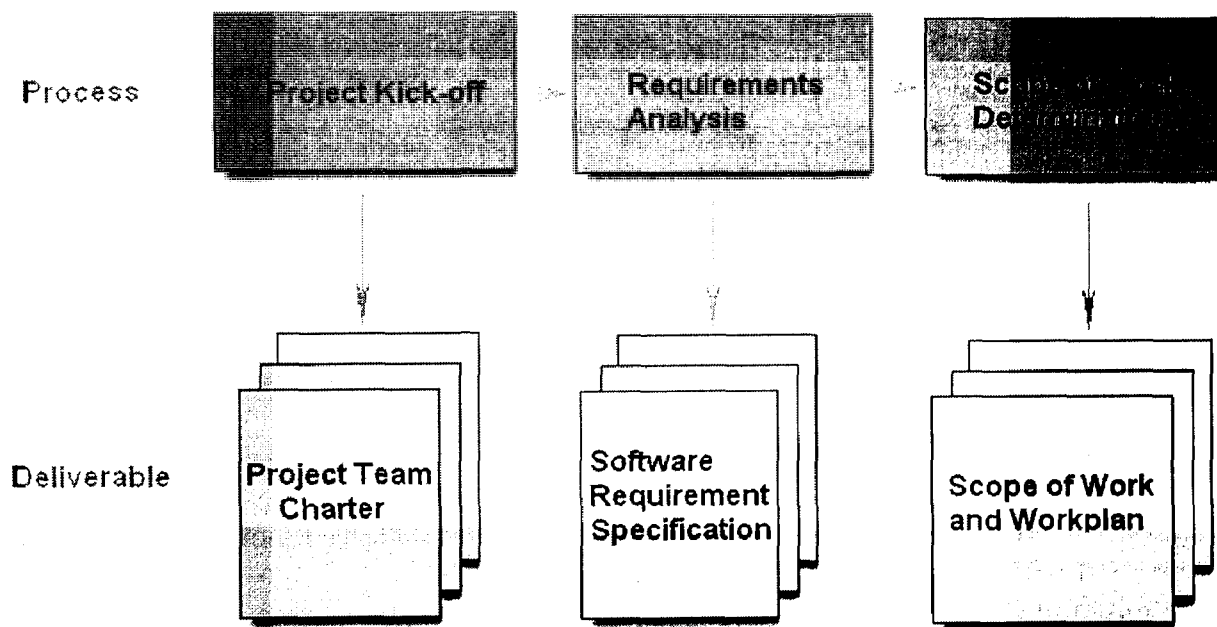 Process
Project Kick-off
Requirements
Analysis
Deliverable
Project Team
Charter
Software
Requirement
Specification
Scope of Work
and Workplan